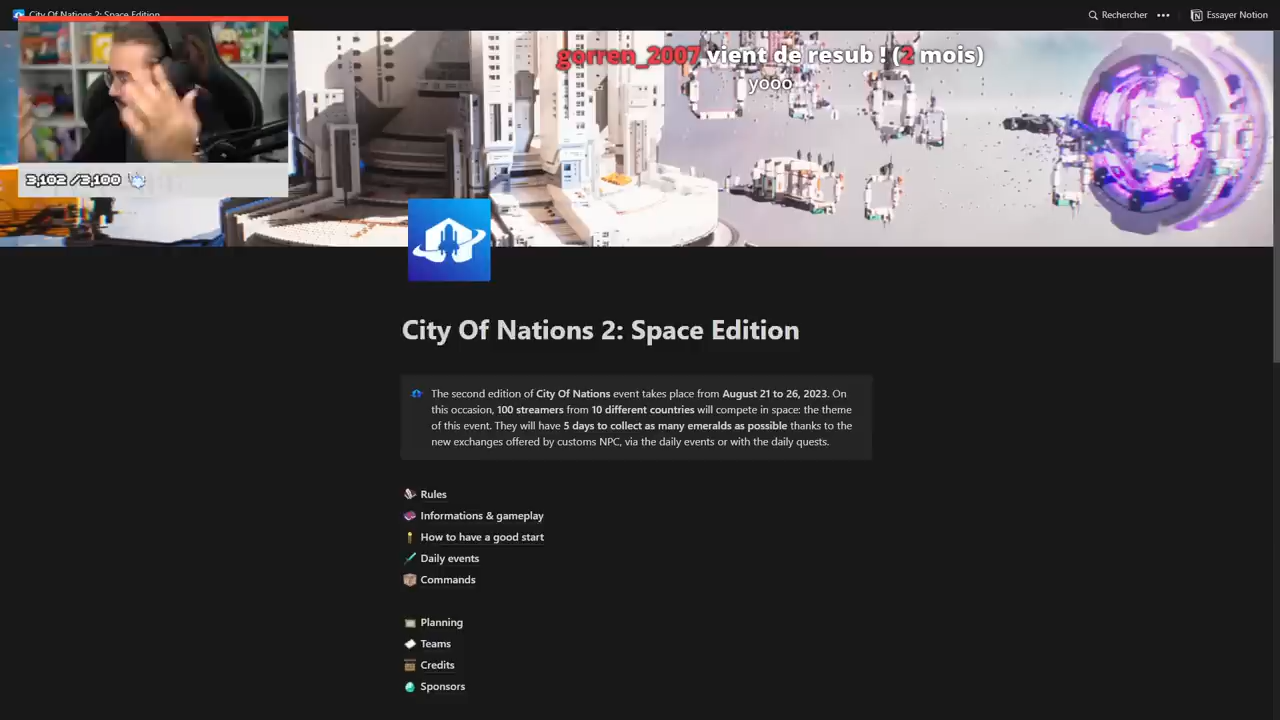 City Of Nations 2: Space Edition
Rechercher
Essayer Notion
gorren_2007 vient de resub ! (2 mois)
yooo
3,102 /3,100
City Of Nations 2: Space Edition
The second edition of City Of Nations event takes place from August 21 to 26, 2023. On
this occasion, 100 streamers from 10 different countries will compete in space: the theme
of this event. They will have 5 days to collect as many emeralds as possible thanks to the
new exchanges offered by customs NPC, via the daily events or with the daily quests.
Rules
Informations & gameplay
How to have a good start
Daily events
Commands
Planning
Teams
Credits
Sponsors